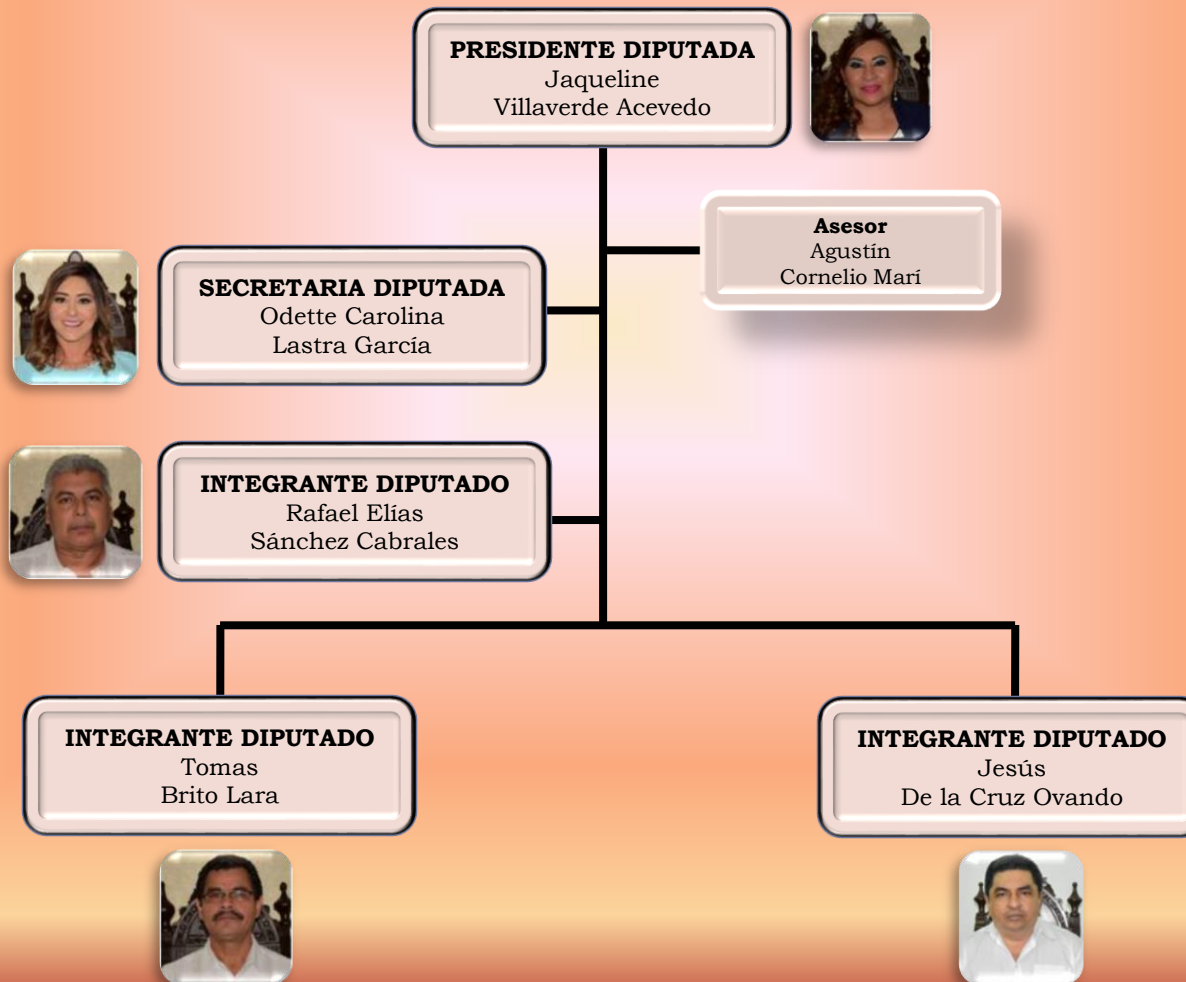 PRESIDENTE DIPUTADA
Jaqueline
Villaverde Acevedo
Asesor
Agustín
Cornelio Marí
SECRETARIA DIPUTADA
Odette Carolina
Lastra García
INTEGRANTE DIPUTADO
Rafael Elías
Sánchez Cabrales
INTEGRANTE DIPUTADO
Tomas
Brito Lara
INTEGRANTE DIPUTADO
Jesús
De la Cruz Ovando